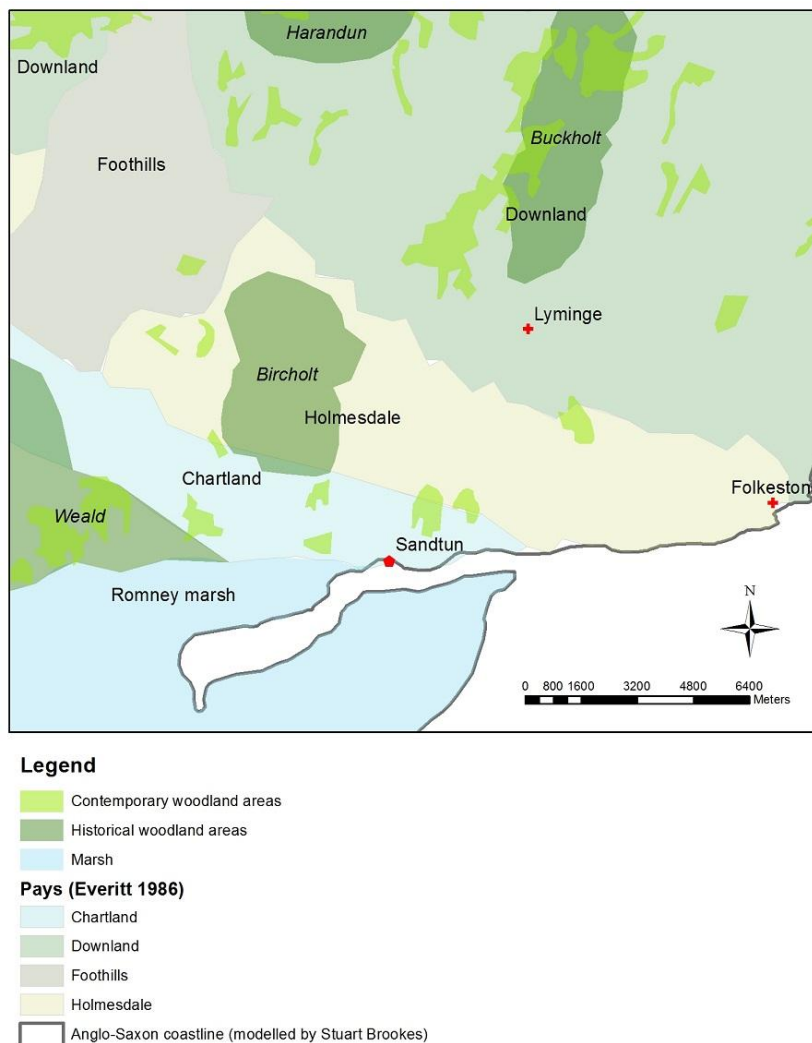 Harandun
Downland
Foothills
Buckholt
Downland
Lyminge
Bircholt
Holmesdale
Chartland
Folkeston
Weald
Sandtun
Romney marsh
N
0 800 1600 3200 4800 6400
Meters
Legend
Contemporary woodland areas
Historical woodland areas
Marsh
Pays (Everitt 1986)
Chartland
Downland
Foothills
Holmesdale
Anglo-Saxon coastline (modelled by Stuart Brookes)